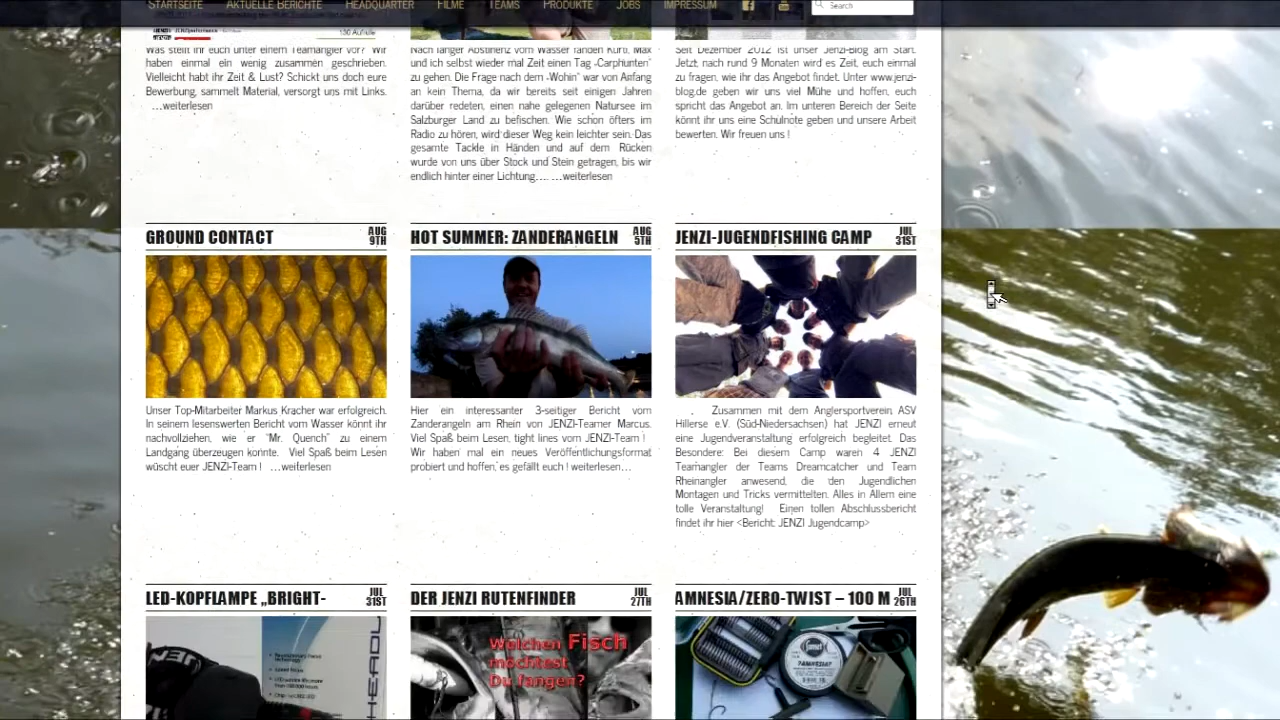 STARTSEITE AKTUELLE BERICHTE HEADQUARTER FILME TEAMS PRODUKTE JOBS IMPRESSUM Search
130 Aufrufe
Was stellt ihr euch unter einem Teamangler vor? Wir
haben einmal ein wenig zusammen geschrieben.
Vielleicht habt ihr Zeit & Lust? Schickt uns doch eure
Bewerbung, sammelt Material, versorgt uns mit Links.
...weiterlesen
Nach langer Abstinenz vom Wasser fanden Kurti, Max
und ich selbst wieder mal Zeit einen Tag „Carphunten“
zu gehen. Die Frage nach dem „Wohin“ war von Anfang
an kein Thema, da wir bereits seit einigen Jahren
darüber redeten, einen nahe gelegenen Natursee im
Salzburger Land zu befischen. Wie schon öfters im
Radio zu hören, wird dieser Weg kein leichter sein. Das
gesamte Tackle in Händen und auf dem Rücken
wurde von uns über Stock und Stein getragen, bis wir
endlich hinter einer Lichtung…. …weiterlesen
Seit Dezember 2012 ist unser Jenzi-Blog am Start.
Jetzt, nach rund 9 Monaten wird es Zeit, euch einmal
zu fragen, wie ihr das Angebot findet. Unter www.jenzi-
blog.de geben wir uns viel Mühe und hoffen, euch
spricht das Angebot an. Im unteren Bereich der Seite
könnt ihr uns eine Schulnote geben und unsere Arbeit
bewerten. Wir freuen uns !
GROUND CONTACT
AUG
9TH
Unser Top-Mitarbeiter Markus Kracher war erfolgreich.
In seinem lesenswerten Bericht vom Wasser könnt ihr
nachvollziehen, wie er "Mr. Quench" zu einem
Landgang überzeugen konnte. Viel Spaß beim Lesen
wüscht euer JENZI-Team ! …weiterlesen
HOT SUMMER: ZANDERANGELN
AUG
5TH
Hier ein interessanter 3-seitiger Bericht vom
Zanderangeln am Rhein von JENZI-Teamer Marcus.
Viel Spaß beim Lesen, tight lines vom JENZI-Team !
Wir haben mal ein neues Veröffentlichungsformat
probiert und hoffen, es gefällt euch ! weiterlesen…
JENZI-JUGENDFISHING CAMP
JUL
31ST
. Zusammen mit dem Anglersportverein ASV
Hillerse e.V. (Süd-Niedersachsen) hat JENZI erneut
eine Jugendveranstaltung erfolgreich begleitet. Das
Besondere: Bei diesem Camp waren 4 JENZI
Teamangler der Teams Dreamcatcher und Team
Rheinangler anwesend, die den Jugendlichen
Montagen und Tricks vermittelten. Alles in Allem eine
tolle Veranstaltung! Einen tollen Abschlussbericht
findet ihr hier <Bericht: JENZI Jugendcamp>
LED-KOPFLAMPE „BRIGHT-
JUL
31ST
DER JENZI RUTENFINDER
JUL
27TH
Welchen Fisch
möchtest
Du fangen?
AMNESIA/ZERO-TWIST – 100 M
JUL
26TH
AMNESIA